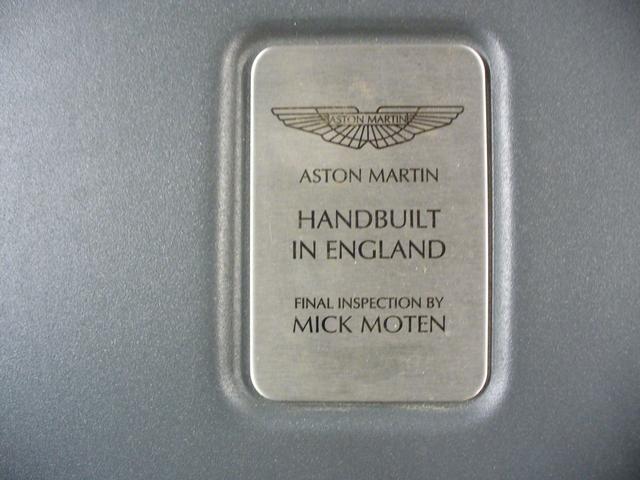 ASTON MARTIN
ASTON MARTIN
HANDBUILT
IN ENGLAND
FINAL INSPECTION BY
MICK MOTEN